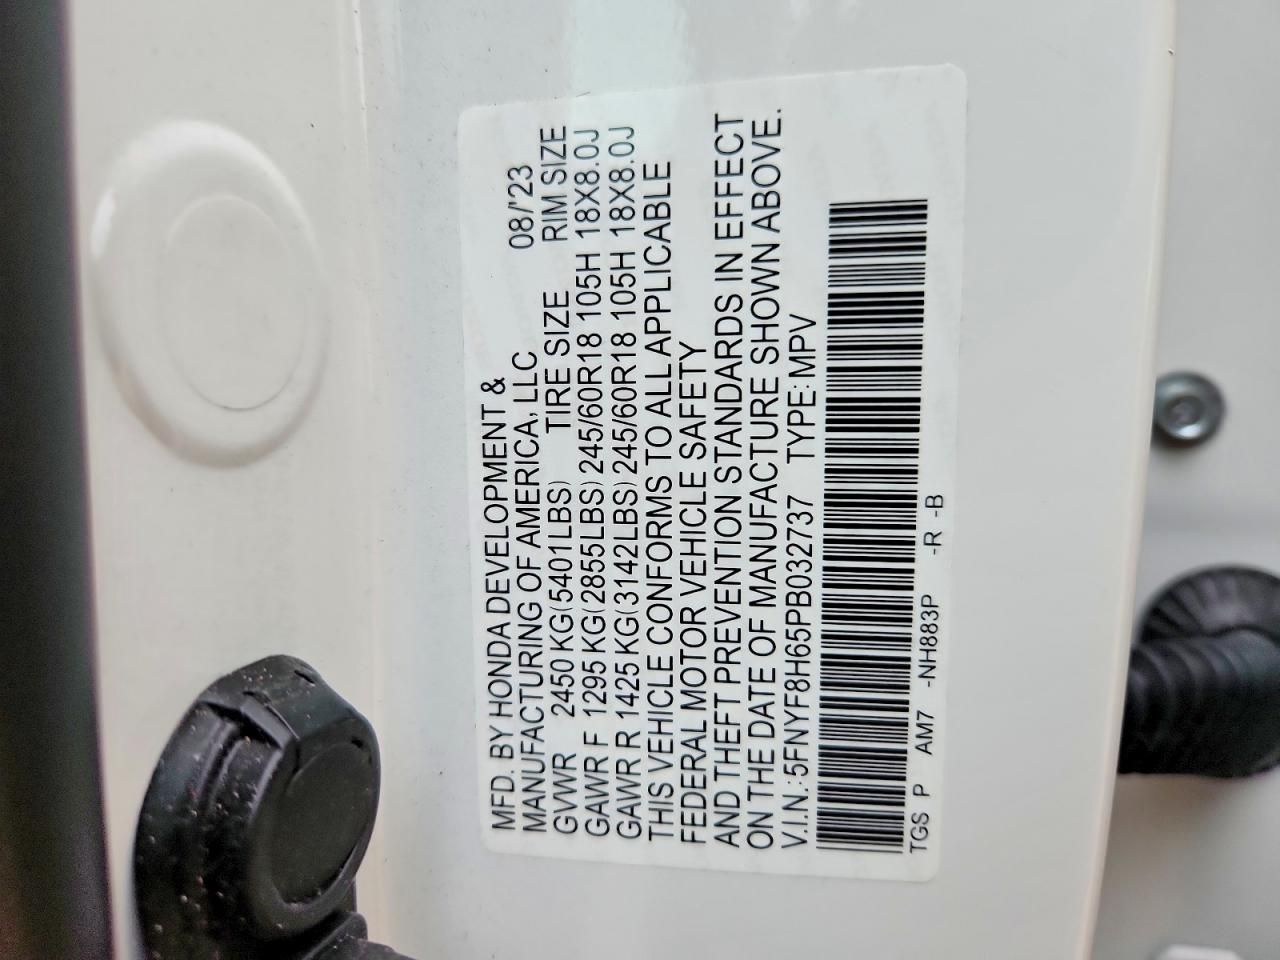 MFD. BY HONDA DEVELOPMENT &
MANUFACTURING OF AMERICA, LLC 08/'23
GVWR 2450 KG(5401LBS) TIRE SIZE RIM SIZE
GAWR F 1295 KG(2855LBS) 245/60R18 105H 18X8.0J
GAWR R 1425 KG(3142LBS) 245/60R18 105H 18X8.0J
THIS VEHICLE CONFORMS TO ALL APPLICABLE
FEDERAL MOTOR VEHICLE SAFETY
AND THEFT PREVENTION STANDARDS IN EFFECT
ON THE DATE OF MANUFACTURE SHOWN ABOVE.
V.I.N.: 5FNYF8H65PB032737 TYPE: MPV
TGS P AM7 -NH883P -R -B